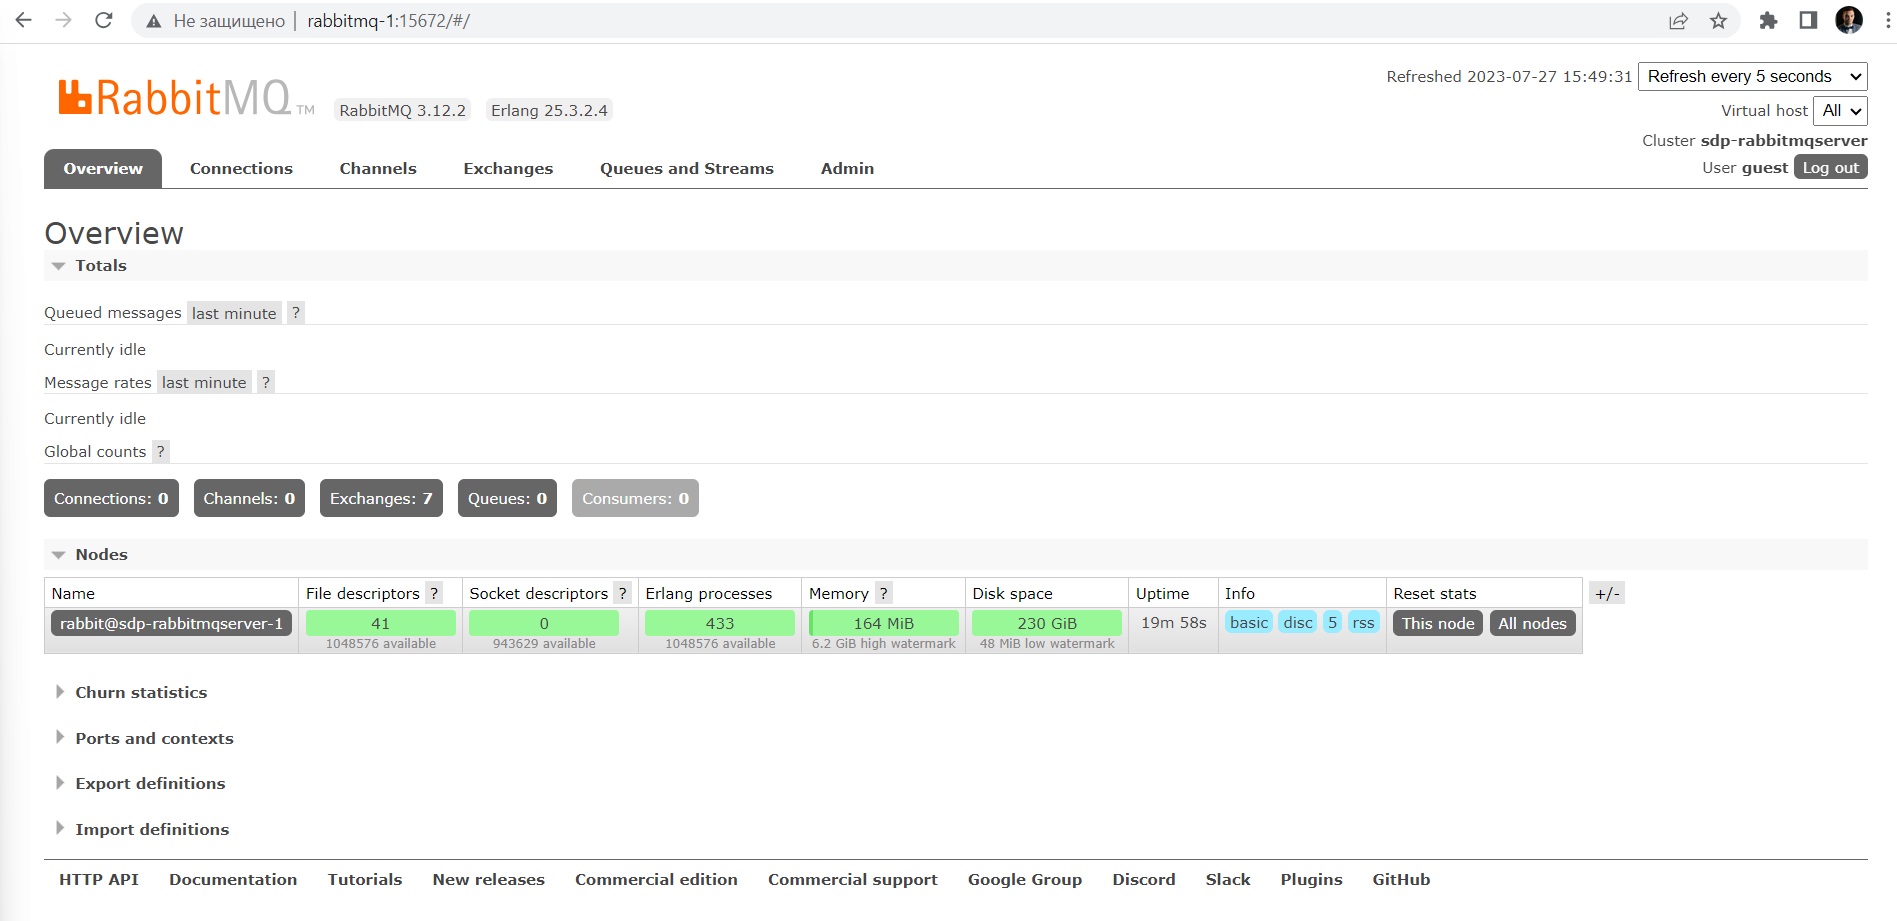 Не защищено | rabbitmq-1:15672/#/
Refreshed 2023-07-27 15:49:31 Refresh every 5 seconds
RabbitMQ TM RabbitMQ 3.12.2 Erlang 25.3.2.4
Virtual host All
Cluster sdp-rabbitmqserver
User guest Log out
Overview Connections Channels Exchanges Queues and Streams Admin
Overview
Totals
Queued messages last minute ?
Currently idle
Message rates last minute ?
Currently idle
Global counts ?
Connections: 0 Channels: 0 Exchanges: 7 Queues: 0 Consumers: 0
Nodes
Name File descriptors ? Socket descriptors ? Erlang processes Memory ? Disk space Uptime Info Reset stats +/-
rabbit@sdp-rabbitmqserver-1 41 0 433 164 MiB 230 GiB 19m 58s basic disc 5 rss This node All nodes
1048576 available 943629 available 1048576 available 6.2 GiB high watermark 48 MiB low watermark
Churn statistics
Ports and contexts
Export definitions
Import definitions
HTTP API Documentation Tutorials New releases Commercial edition Commercial support Google Group Discord Slack Plugins GitHub